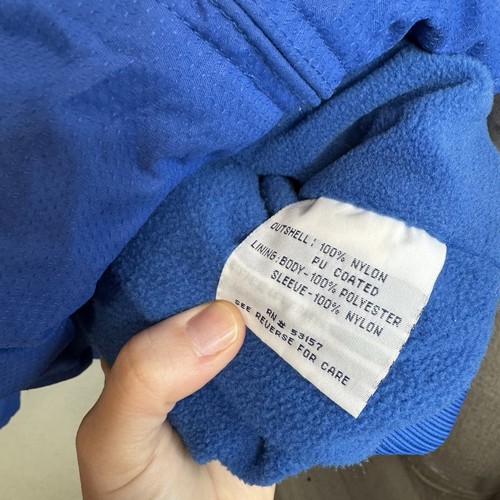 OUTSHELL: 100% NYLON
PU COATED
LINING:BODY-100% POLYESTER
SLEEVE-100% NYLON
RN# 53157
SEE REVERSE FOR CARE